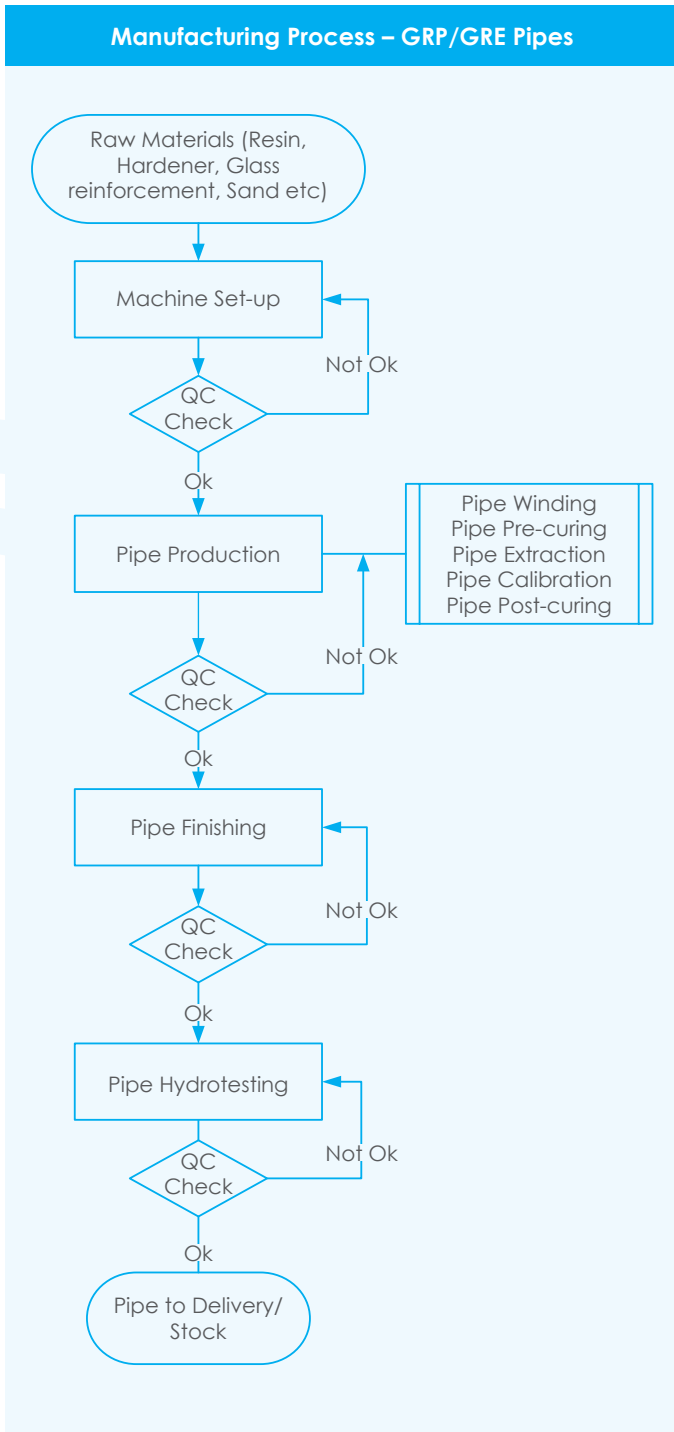 Manufacturing Process – GRP/GRE Pipes
Raw Materials (Resin,
Hardener, Glass
reinforcement, Sand etc)
Machine Set-up
Not Ok
QC
Check
Ok
Pipe Production
Pipe Winding
Pipe Pre-curing
Pipe Extraction
Pipe Calibration
Pipe Post-curing
Not Ok
QC
Check
Ok
Pipe Finishing
Not Ok
QC
Check
Ok
Pipe Hydrotesting
Not Ok
QC
Check
Ok
Pipe to Delivery/
Stock